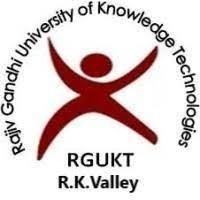 Rajiv Gandhi University of Knowledge Technologies
RGUKT
R.K.Valley